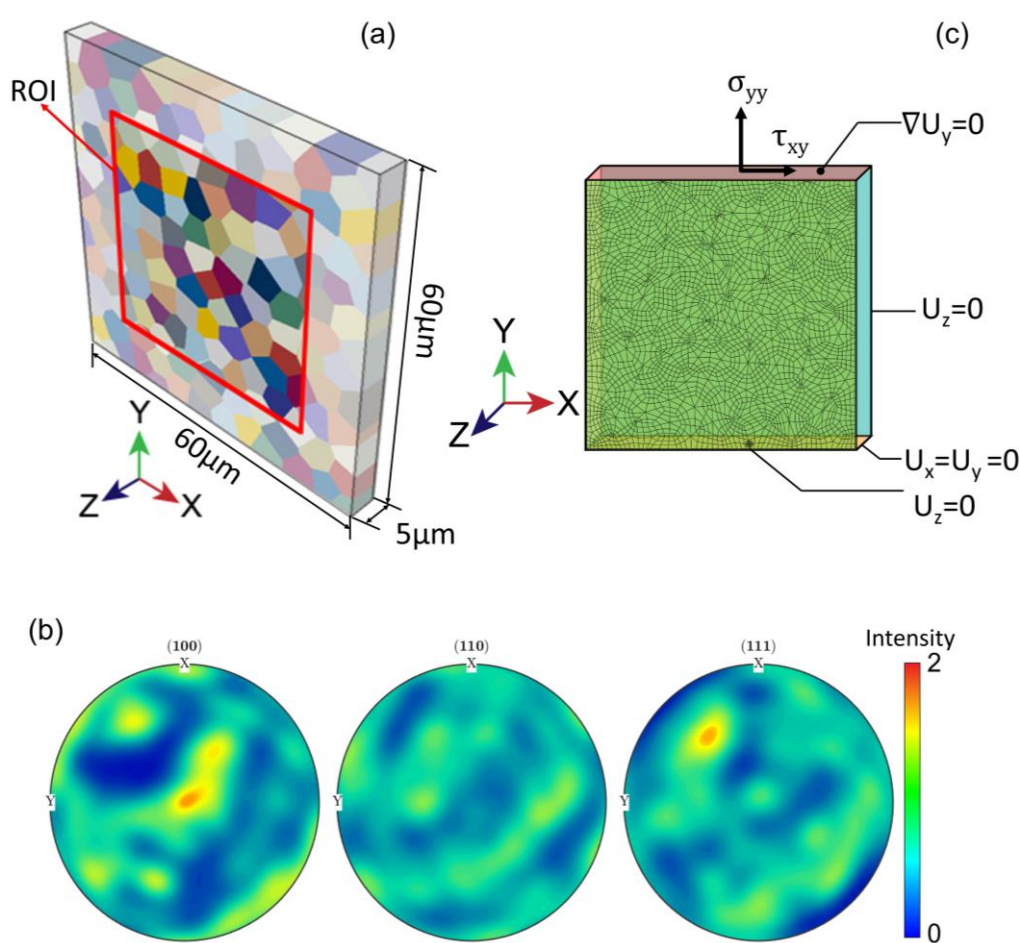 (a)
ROI
60μm
60μm
5μm
Y
Z
X
(c)
σyy
τxy
∇Uy=0
Uz=0
Ux=Uy=0
Uz=0
Y
X
Z
(b)
(100)
X
Y
(110)
X
Y
(111)
X
Y
Intensity
2
0